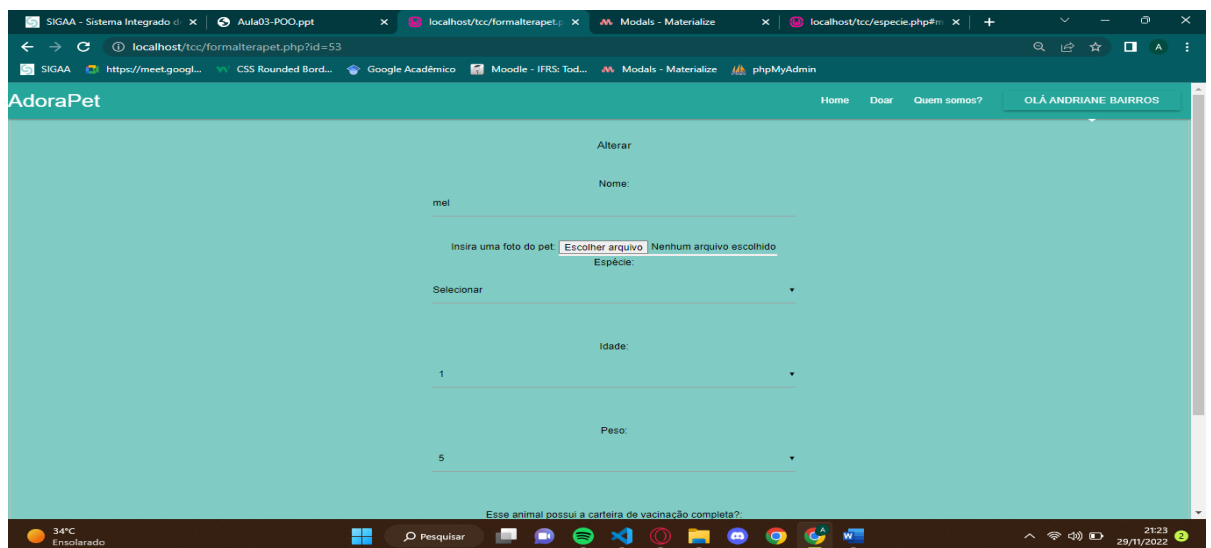 SIGAA - Sistema Integrado d
Aula03-POO.ppt
localhost/tcc/formalterapet.p
Modals - Materialize
localhost/tcc/especie.php#m
localhost/tcc/formalterapet.php?id=53
SIGAA
https://meet.googl...
CSS Rounded Bord...
Google Acadêmico
Moodle - IFRS: Tod...
Modals - Materialize
phpMyAdmin
AdoraPet
Home
Doar
Quem somos?
OLÁ ANDRIANE BAIRROS
Alterar
Nome:
mel
Insira uma foto do pet: Escolher arquivo Nenhum arquivo escolhido
Espécie:
Selecionar
Idade:
1
Peso:
5
Esse animal possui a carteira de vacinação completa?:
34°C
Ensolarado
Pesquisar
21:23
29/11/2022
2